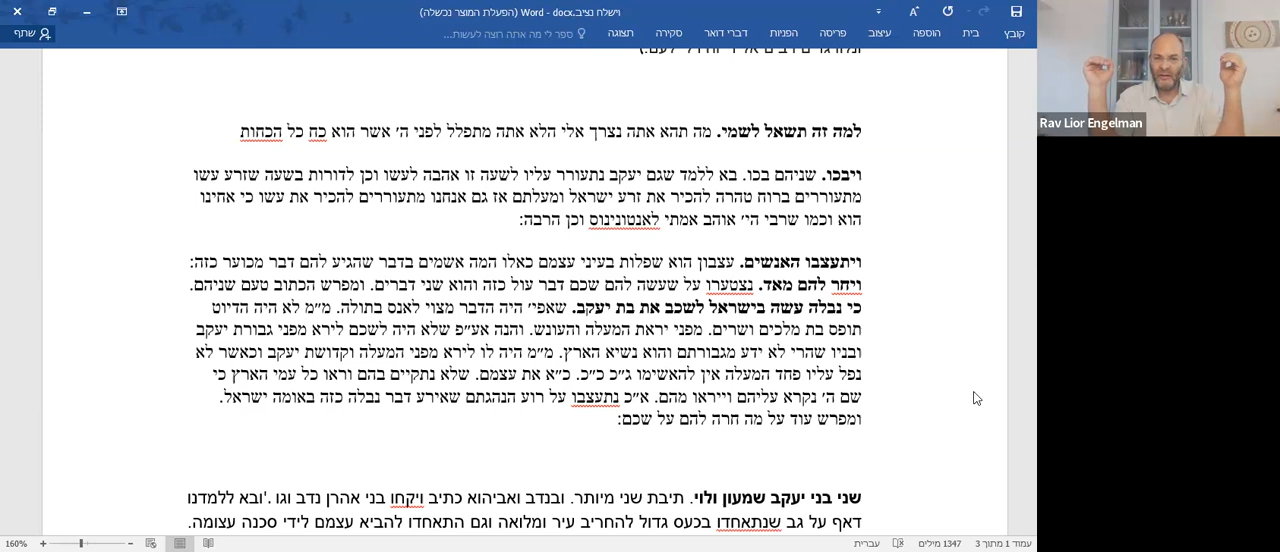 וישלח נציב.docx - Word (הפעלת המוצר נכשלה)
קובץ בית הוספה עיצוב פריסה הפניות דברי דואר סקירה תצוגה ספר לי מה אתה רוצה לעשות... שתף
Rav Lior Engelman
למה זה תשאל לשמי. מה תהא אתה נצרך אלי הלא אתה מתפלל לפני ה׳ אשר הוא כח כל הכחות
ויבכו. שניהם בכו. בא ללמד שגם יעקב נתעורר עליו לשעה זו אהבה לעשו וכן לדורות בשעה שזרע עשו
מתעוררים ברוח טהרה להכיר את זרע ישראל ומעלתם אז גם אנחנו מתעוררים להכיר את עשו כי אחינו
הוא וכמו שרבי הי׳ אוהב אמתי לאנטונינוס וכן הרבה:
ויתעצבו האנשים. עצבון הוא שפלות בעיני עצמם כאלו המה אשמים בדבר שהגיע להם דבר מכוער כזה:
ויחר להם מאד. נצטערו על שעשה להם שכם דבר עול כזה והוא שני דברים. ומפרש הכתוב טעם שניהם.
כי נבלה עשה בישראל לשכב את בת יעקב. שאפי׳ היה הדבר מצוי לאנס בתולה. מ״מ לא היה הדיוט
תופס בת מלכים ושרים. מפני יראת המעלה והעונש. והנה אע״פ שלא היה לשכם לירא מפני גבורת יעקב
ובניו שהרי לא ידע מגבורתם והוא נשיא הארץ. מ״מ היה לו לירא מפני המעלה וקדושת יעקב וכאשר לא
נפל עליו פחד המעלה אין להאשימו ג״כ כ״כ. כ״א את עצמם. שלא נתקיים בהם וראו כל עמי הארץ כי
שם ה׳ נקרא עליהם וייראו מהם. א״כ נתעצבו על רוע הנהגתם שאירע דבר נבלה כזה באומה ישראל.
ומפרש עוד על מה חרה להם על שכם:
שני בני יעקב שמעון ולוי. תיבת שני מיותר. ובנדב ואביהוא כתיב ויקחו בני אהרן נדב וגו .'ובא ללמדנו
דאף על גב שנתאחדו בכעס גדול להחריב עיר ומלואה וגם התאחדו להביא עצמם לידי סכנה עצומה.
עמוד 1 מתוך 3 1347 מילים עברית 160%